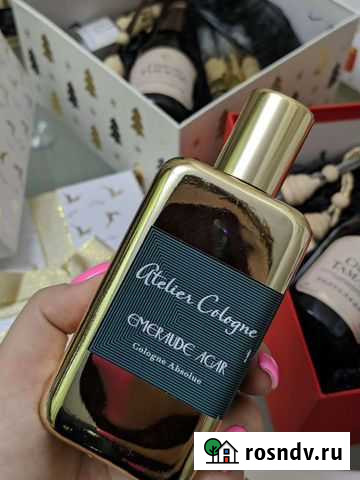 Atelier Cologne
EMERAUDE AGAR
Cologne Absolue
rosndv.ru